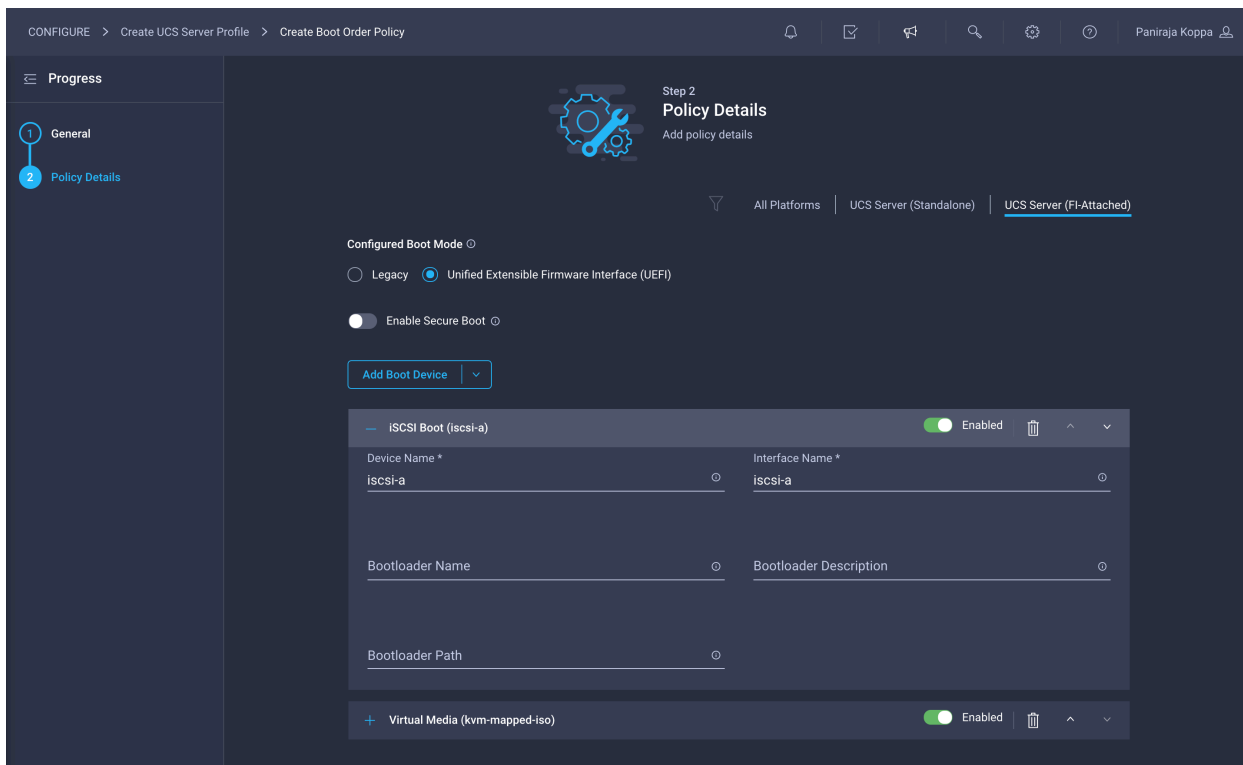 CONFIGURE > Create UCS Server Profile > Create Boot Order Policy
Paniraja Koppa
Progress
1 General
2 Policy Details
Step 2
Policy Details
Add policy details
All Platforms | UCS Server (Standalone) | UCS Server (FI-Attached)
Configured Boot Mode
Legacy Unified Extensible Firmware Interface (UEFI)
Enable Secure Boot
Add Boot Device
iSCSI Boot (iscsi-a) Enabled
Device Name * Interface Name *
iscsi-a iscsi-a
Bootloader Name Bootloader Description
Bootloader Path
Virtual Media (kvm-mapped-iso) Enabled